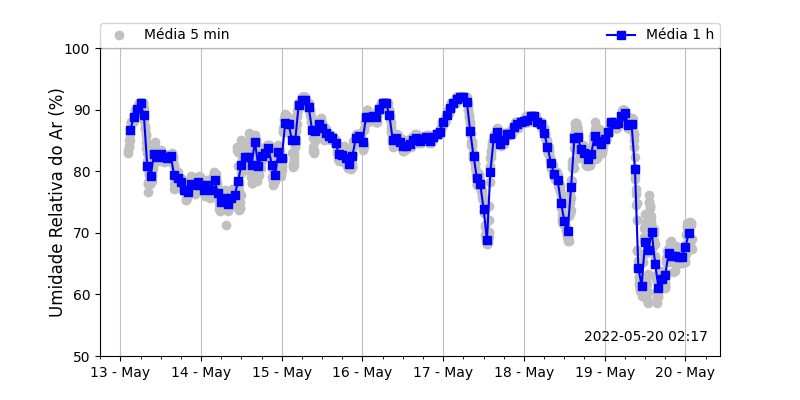 Média 5 min
Média 1 h
Umidade Relativa do Ar (%)
100
90
80
70
60
50
2022-05-20 02:17
13 - May
14 - May
15 - May
16 - May
17 - May
18 - May
19 - May
20 - May